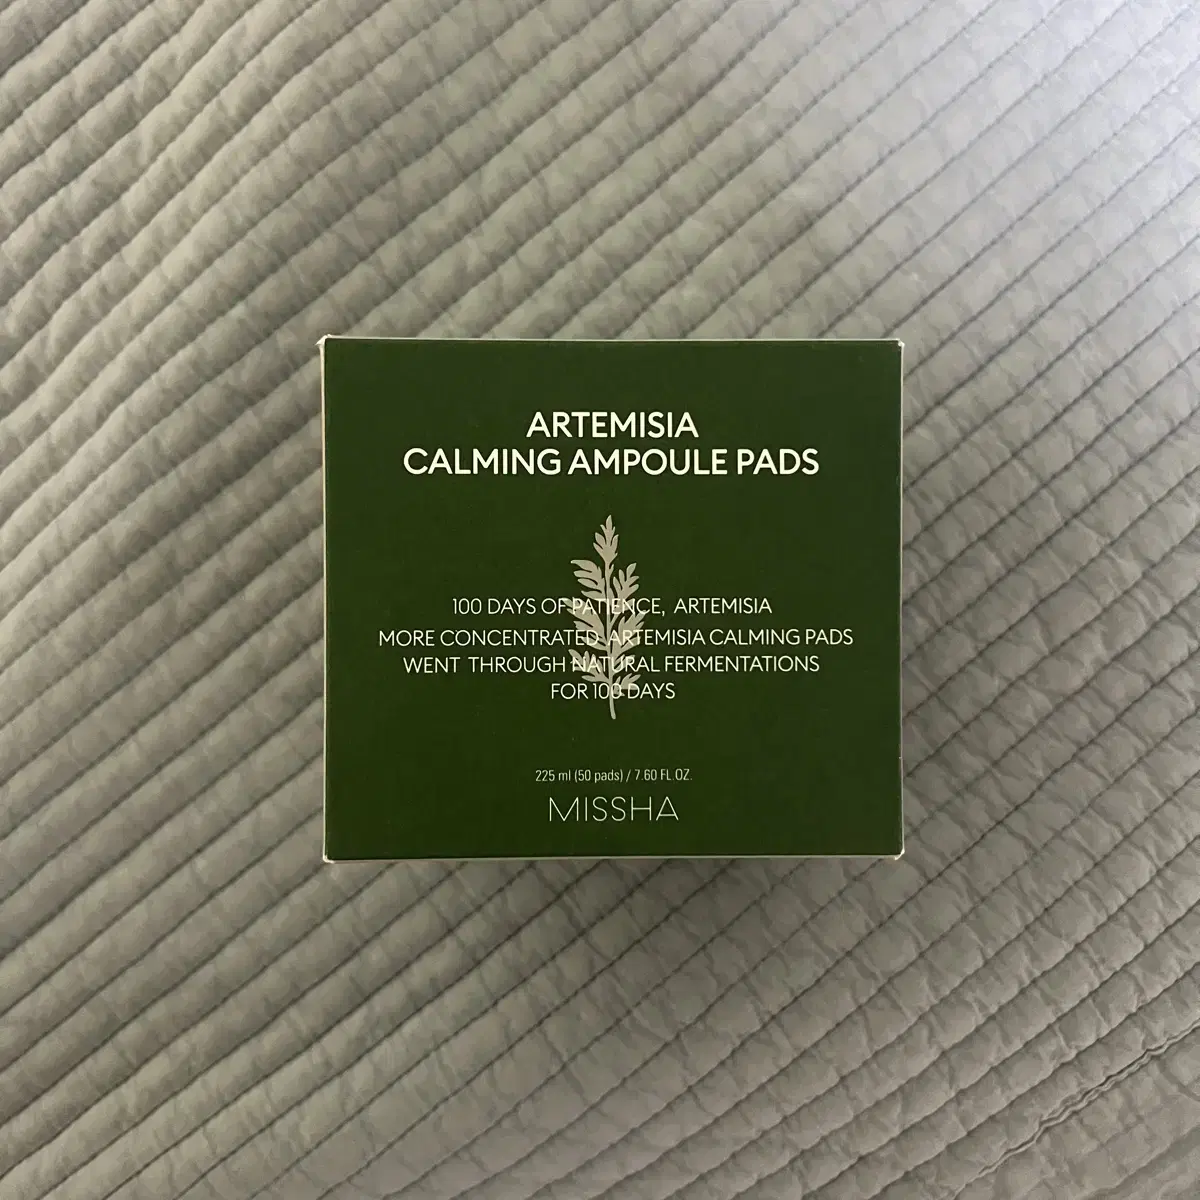 ARTEMISIA
CALMING AMPOULE PADS
100 DAYS OF PATIENCE, ARTEMISIA
MORE CONCENTRATED ARTEMISIA CALMING PADS
WENT THROUGH NATURAL FERMENTATIONS
FOR 100 DAYS
225 ml (50 pads) / 7.60 FL.OZ.
MISSHA